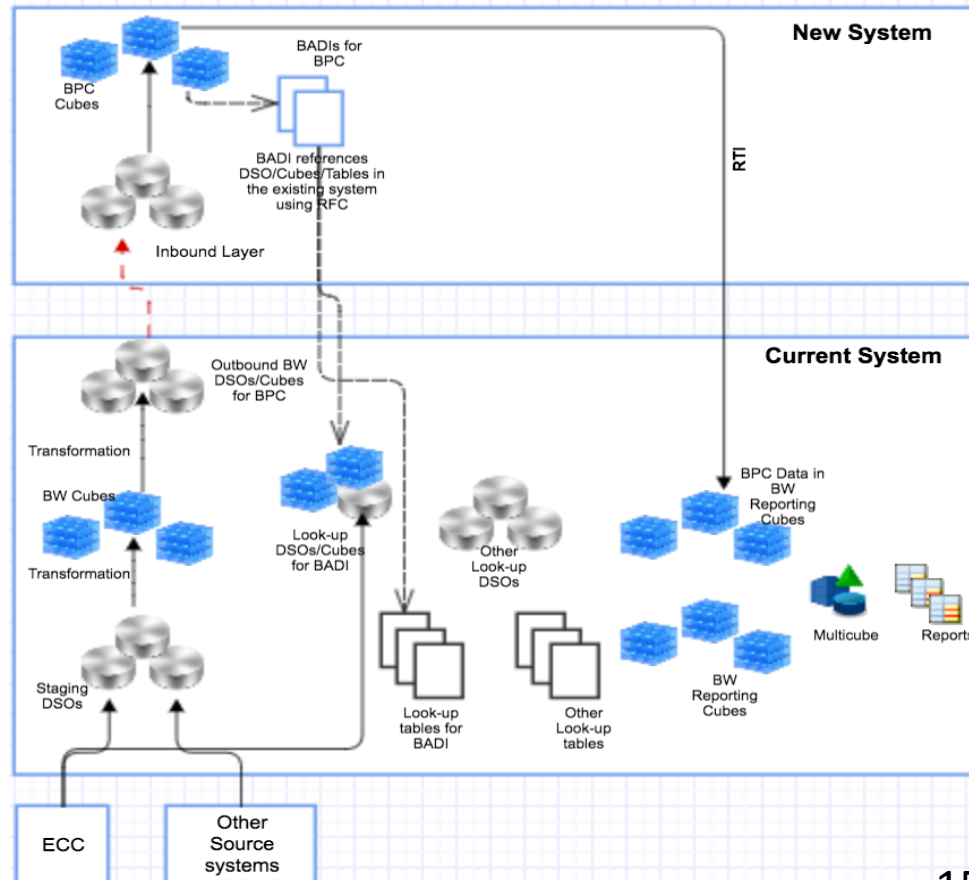 New System
BADIs for
BPC
BPC
Cubes
BADI references
DSO/Cubes/Tables in
the existing system
using RFC
RTI
Inbound Layer
Current System
Outbound BW
DSOs/Cubes
for BPC
Transformation
BW Cubes
BPC Data in
BW
Reporting
Cubes
Look-up
DSOs/Cubes
for BADI
Other
Look-up
DSOs
Transformation
Multicube
Reports
Staging
DSOs
BW
Reporting
Cubes
Look-up
tables for
BADI
Other
Look-up
tables
ECC
Other
Source
systems